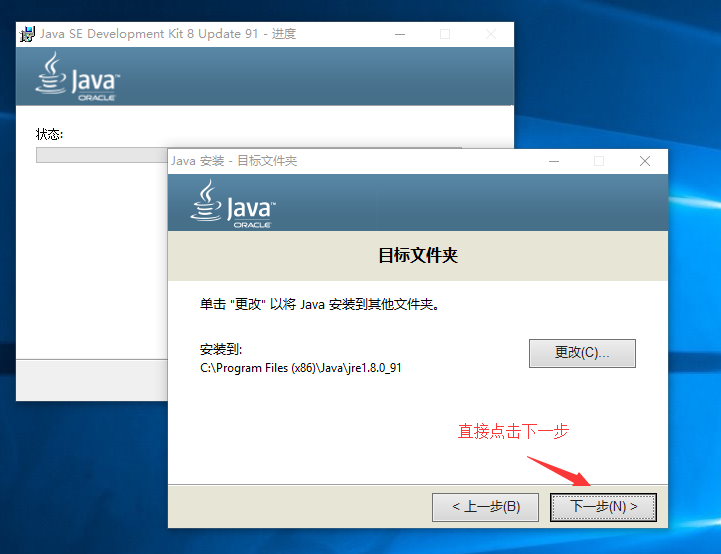 Java SE Development Kit 8 Update 91 - 进度
Java™
ORACLE
状态:
Java 安装 - 目标文件夹
Java™
ORACLE
目标文件夹
单击 "更改" 以将 Java 安装到其他文件夹。
安装到:
C:\Program Files (x86)\Java\jre1.8.0_91
更改(C)...
直接点击下一步
< 上一步(B)
下一步(N) >